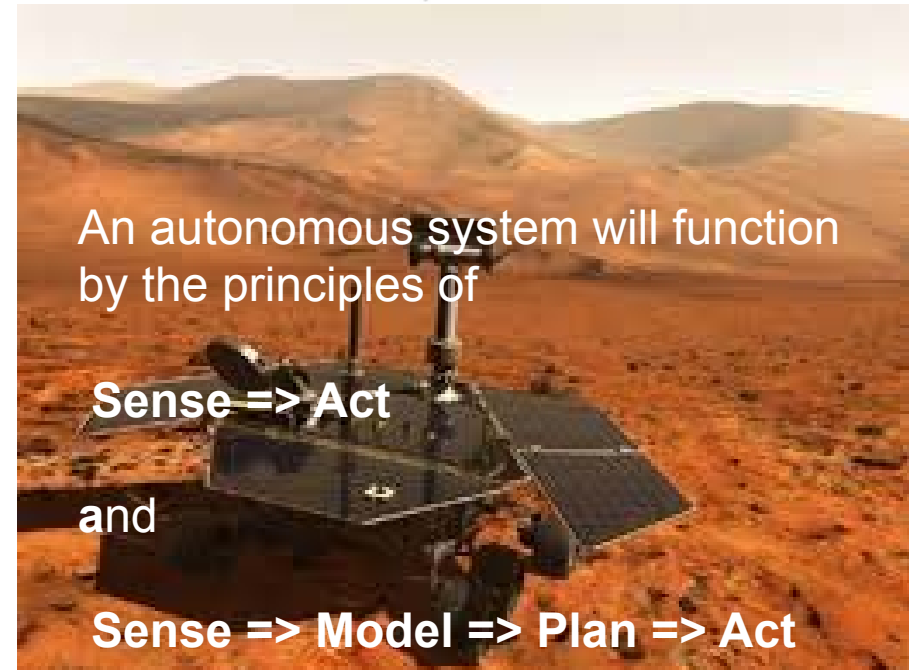 An autonomous system will function
by the principles of
Sense => Act
and
Sense => Model => Plan => Act